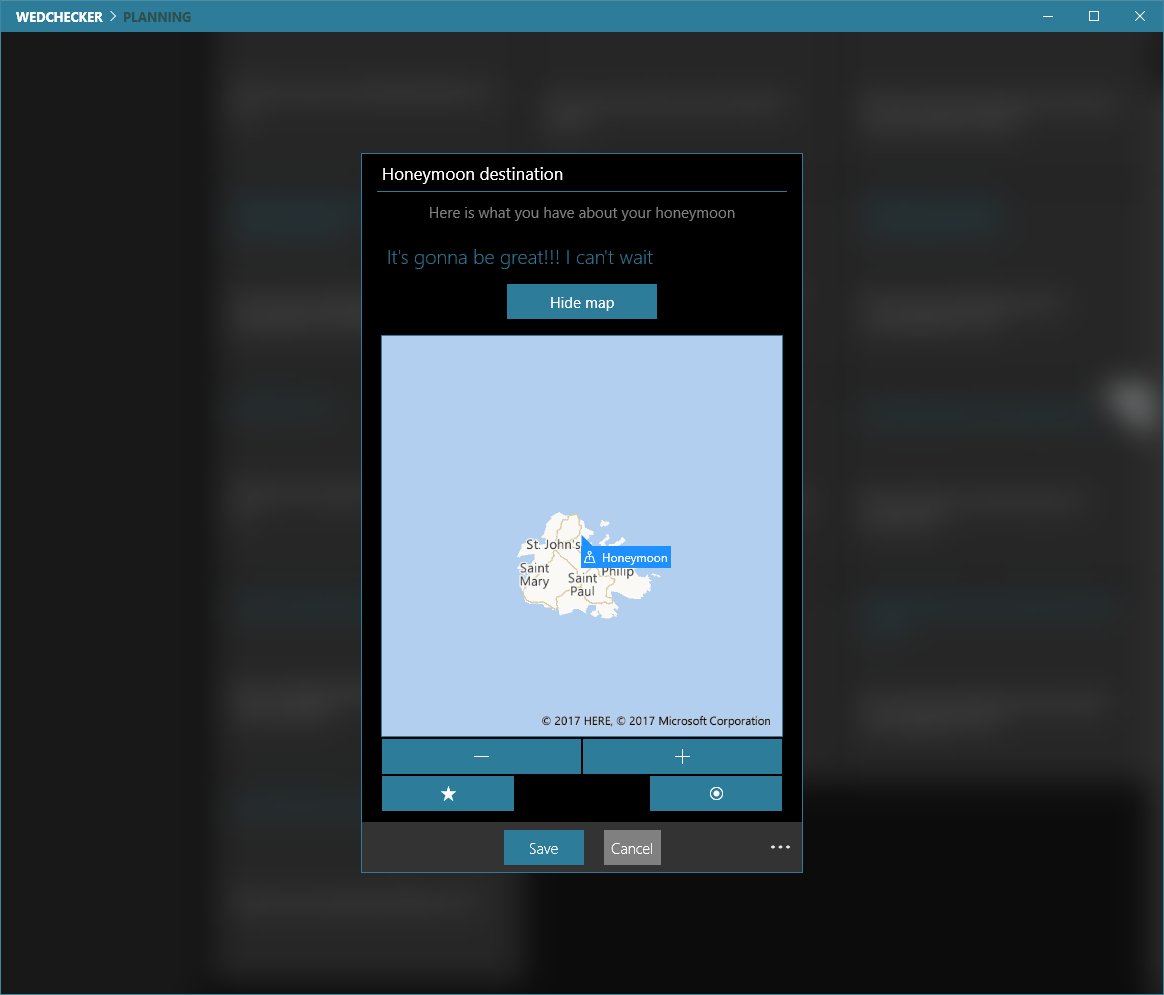 WEDCHECKER > PLANNING
Honeymoon destination
Here is what you have about your honeymoon
It's gonna be great!!! I can't wait
Hide map
St. John's
Honeymoon
Saint
Mary
Saint
Paul
Philip
© 2017 HERE, © 2017 Microsoft Corporation
Save
Cancel